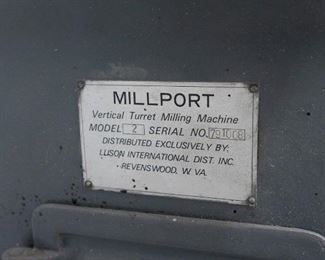 MILLPORT
Vertical Turret Milling Machine
MODEL 2 SERIAL NO.
DISTRIBUTED EXCLUSIVELY BY:
LUSON INTERNATIONAL DIST. INC.
REVENSWOOD, W. VA.